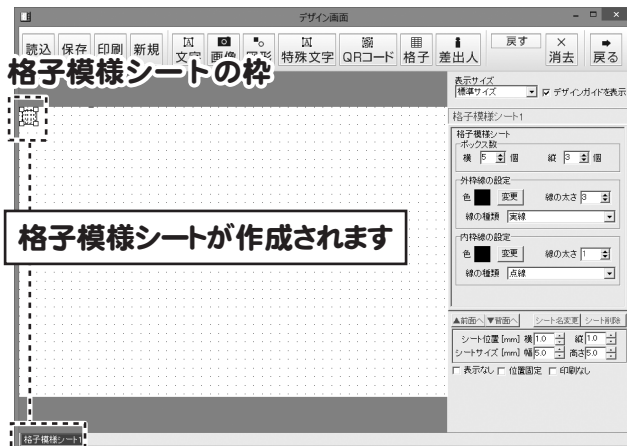 デザイン画面
読込 保存 印刷 新規 文字 画像 図形 特殊文字 QRコード 格子 差出人 戻す 消去 戻る
格子模様シートの枠
表示サイズ
標準サイズ デザインガイドを表示
格子模様シート1
格子模様シート
ボックス数
横 5 個 縦 3 個
外枠線の設定
色 変更 線の太さ 3
線の種類 実線
格子模様シートが作成されます
内枠線の設定
色 変更 線の太さ 1
線の種類 点線
▲前面へ ▼背面へ シート名変更 シート削除
シート位置 [mm] 横 1.0 縦 1.0
シートサイズ [mm] 幅 5.0 高さ 5.0
表示なし 位置固定 印刷なし
格子模様シート1